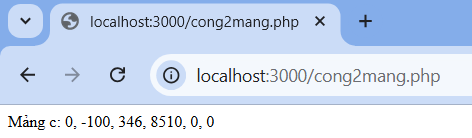 localhost:3000/cong2mang.php
localhost:3000/cong2mang.php
Mảng c: 0, -100, 346, 8510, 0, 0